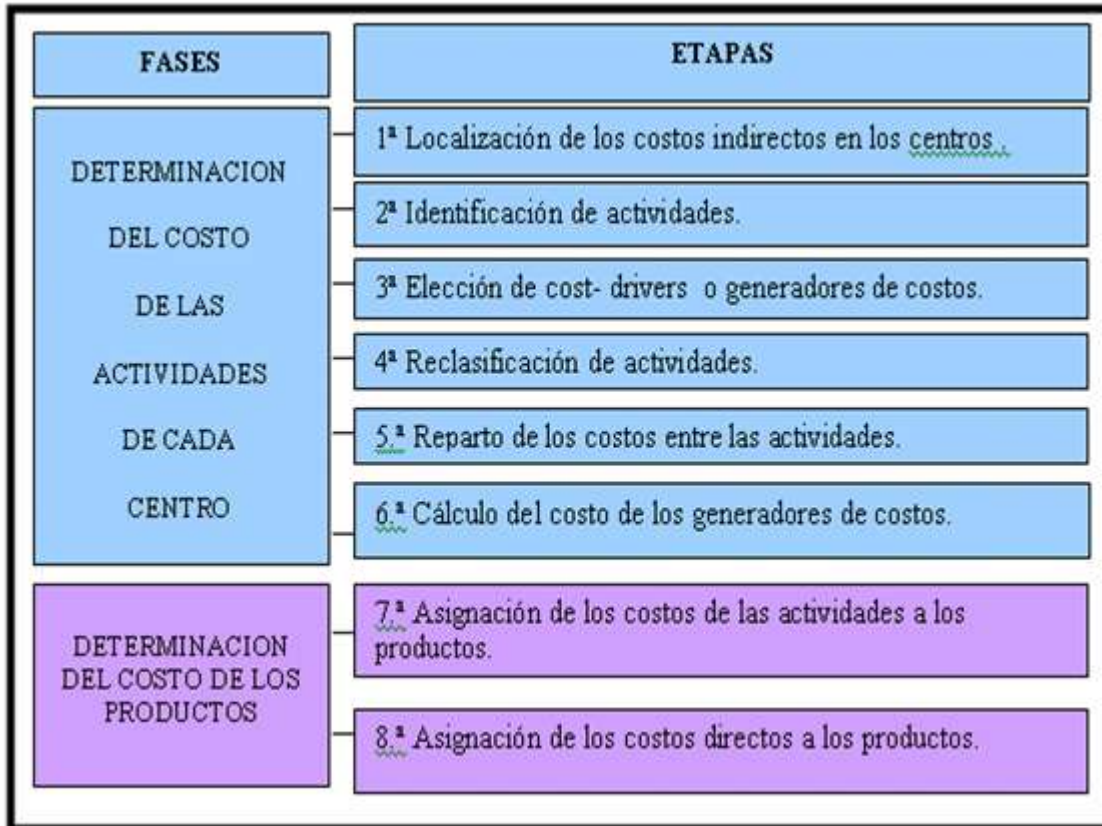 FASES
ETAPAS
DETERMINACION
DEL COSTO
DE LAS
ACTIVIDADES
DE CADA
CENTRO
1ª Localización de los costos indirectos en los centros .
2ª Identificación de actividades.
3ª Elección de cost- drivers o generadores de costos.
4ª Reclasificación de actividades.
5.ª Reparto de los costos entre las actividades.
6.ª Cálculo del costo de los generadores de costos.
DETERMINACION
DEL COSTO DE LOS
PRODUCTOS
7.ª Asignación de los costos de las actividades a los
productos.
8.ª Asignación de los costos directos a los productos.